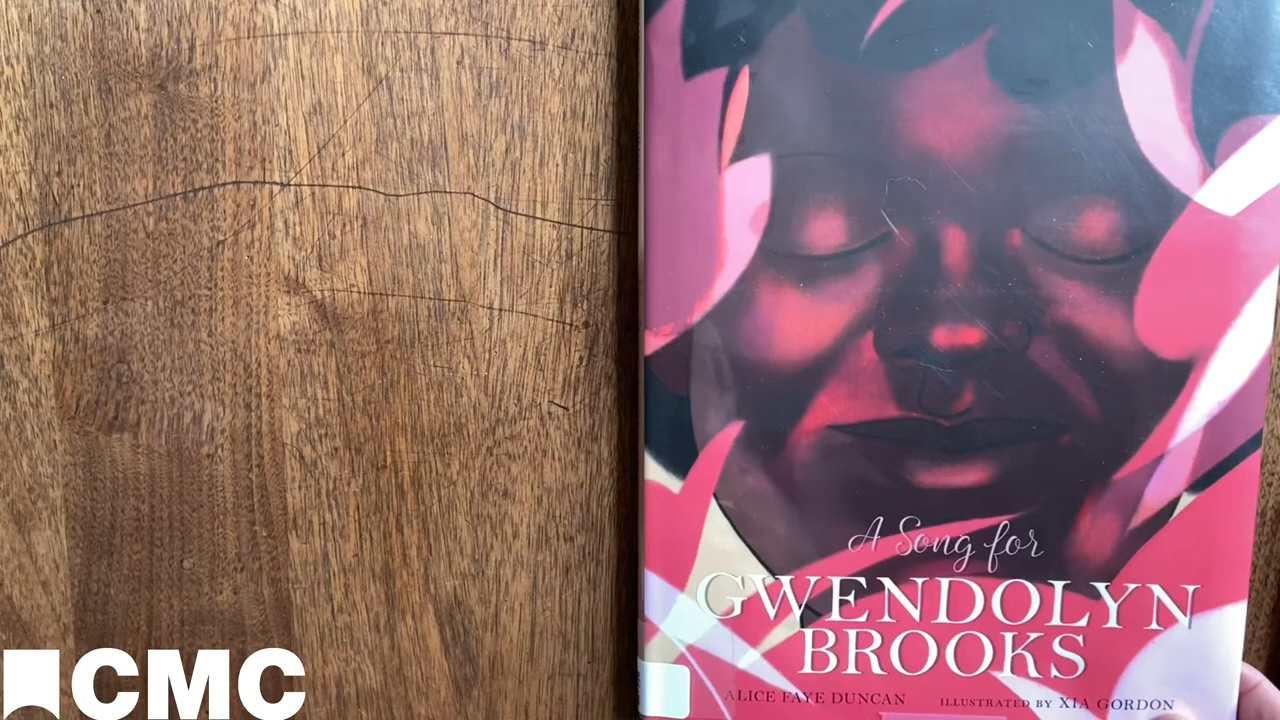 A Song for
GWENDOLYN
BROOKS
ALICE FAYE DUNCAN ILLUSTRATED BY XIA GORDON
CMC